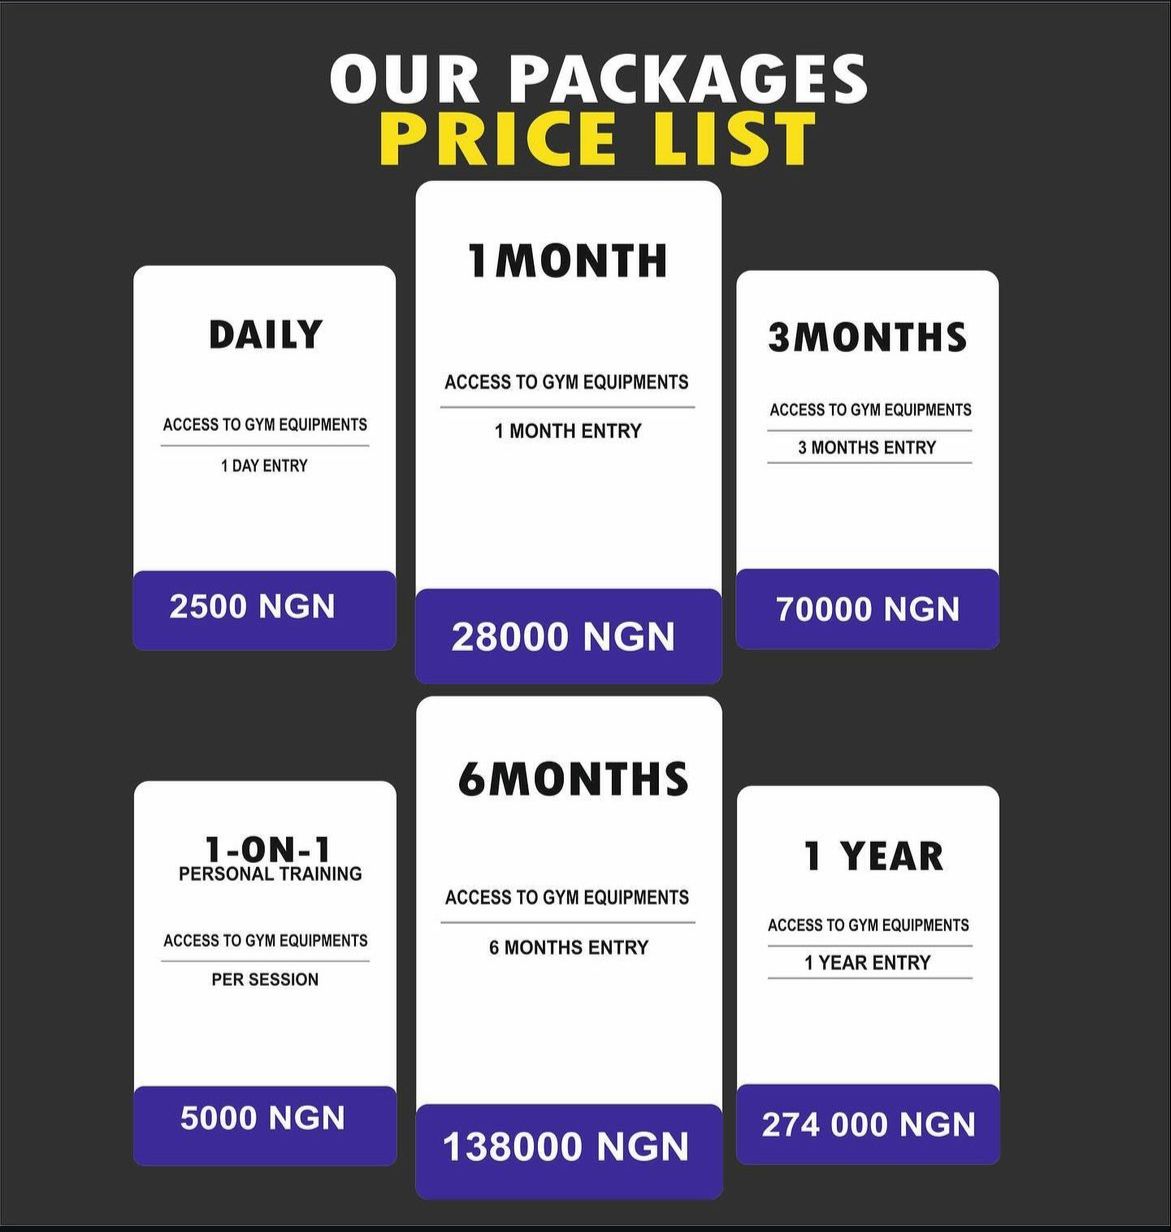 OUR PACKAGES
PRICE LIST
DAILY
ACCESS TO GYM EQUIPMENTS
1 DAY ENTRY
2500 NGN
1MONTH
ACCESS TO GYM EQUIPMENTS
1 MONTH ENTRY
28000 NGN
3MONTHS
ACCESS TO GYM EQUIPMENTS
3 MONTHS ENTRY
70000 NGN
1-ON-1
PERSONAL TRAINING
ACCESS TO GYM EQUIPMENTS
PER SESSION
5000 NGN
6MONTHS
ACCESS TO GYM EQUIPMENTS
6 MONTHS ENTRY
138000 NGN
1 YEAR
ACCESS TO GYM EQUIPMENTS
1 YEAR ENTRY
274 000 NGN